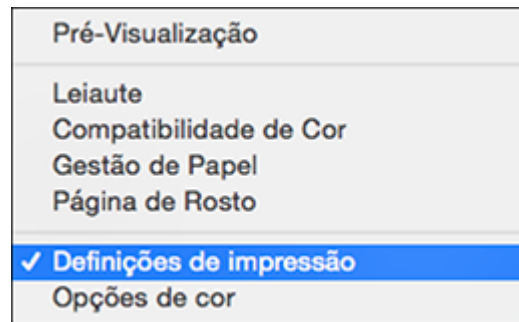 Pré-Visualização
Leiaute
Compatibilidade de Cor
Gestão de Papel
Página de Rosto
✓ Definições de impressão
Opções de cor